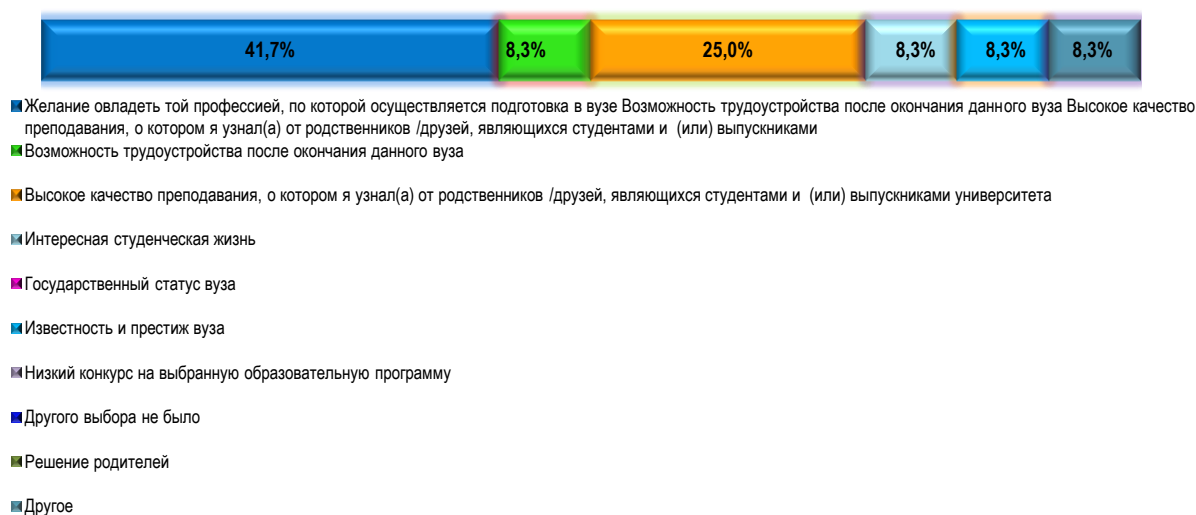 41,7% 8,3% 25,0% 8,3% 8,3% 8,3%
Желание овладеть той профессией, по которой осуществляется подготовка в вузе Возможность трудоустройства после окончания данного вуза Высокое качество
преподавания, о котором я узнал(а) от родственников /друзей, являющихся студентами и (или) выпускниками
Возможность трудоустройства после окончания данного вуза
Высокое качество преподавания, о котором я узнал(а) от родственников /друзей, являющихся студентами и (или) выпускниками университета
Интересная студенческая жизнь
Государственный статус вуза
Известность и престиж вуза
Низкий конкурс на выбранную образовательную программу
Другого выбора не было
Решение родителей
Другое